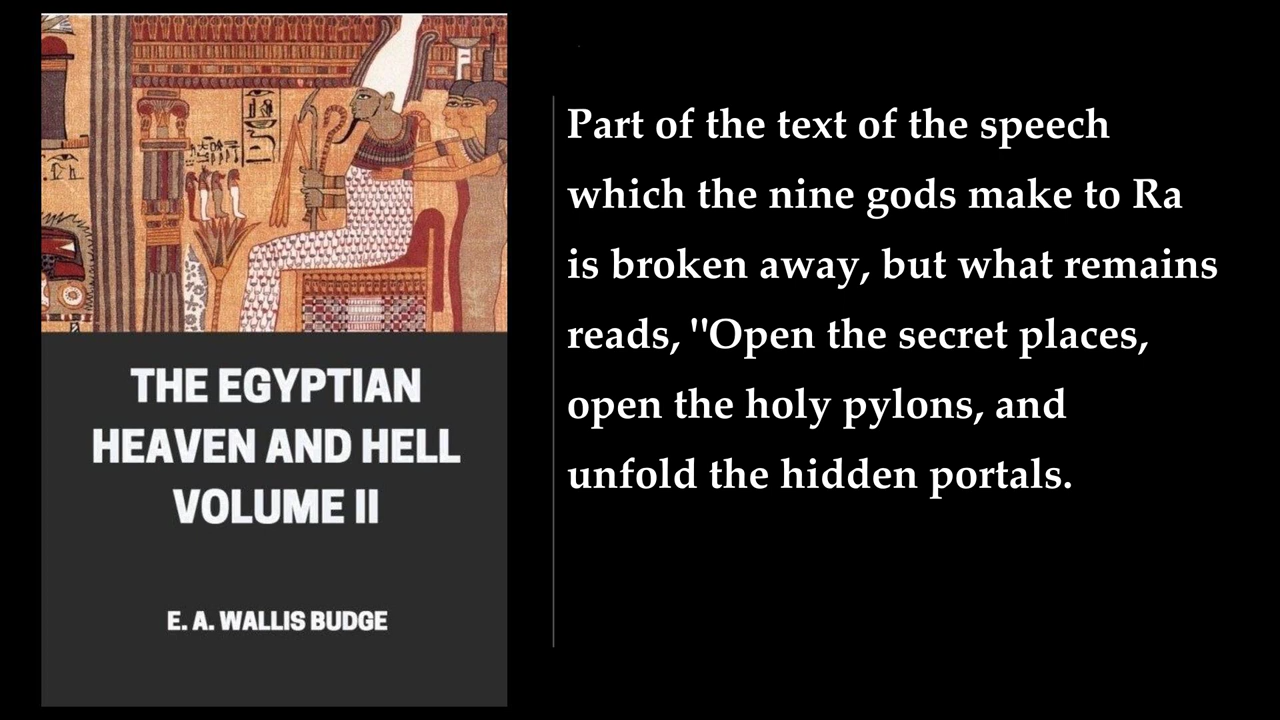 THE EGYPTIAN
HEAVEN AND HELL
VOLUME II
E. A. WALLIS BUDGE
Part of the text of the speech
which the nine gods make to Ra
is broken away, but what remains
reads, "Open the secret places,
open the holy pylons, and
unfold the hidden portals.